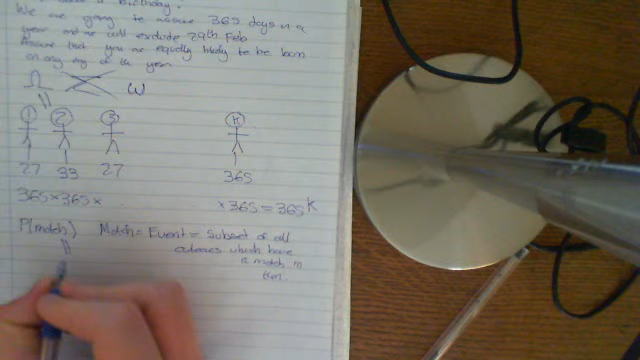 a birthday.
We are going to assume 365 days in a
year and we will exclude 29th Feb
Assume that you are equally likely to be born
on any day of the year
Ω ω
1 2 3 K
27 33 27 365
365×365× ×365=365^K
P(match) Match = Event = Subset of all
outcomes which have
a match in
them.